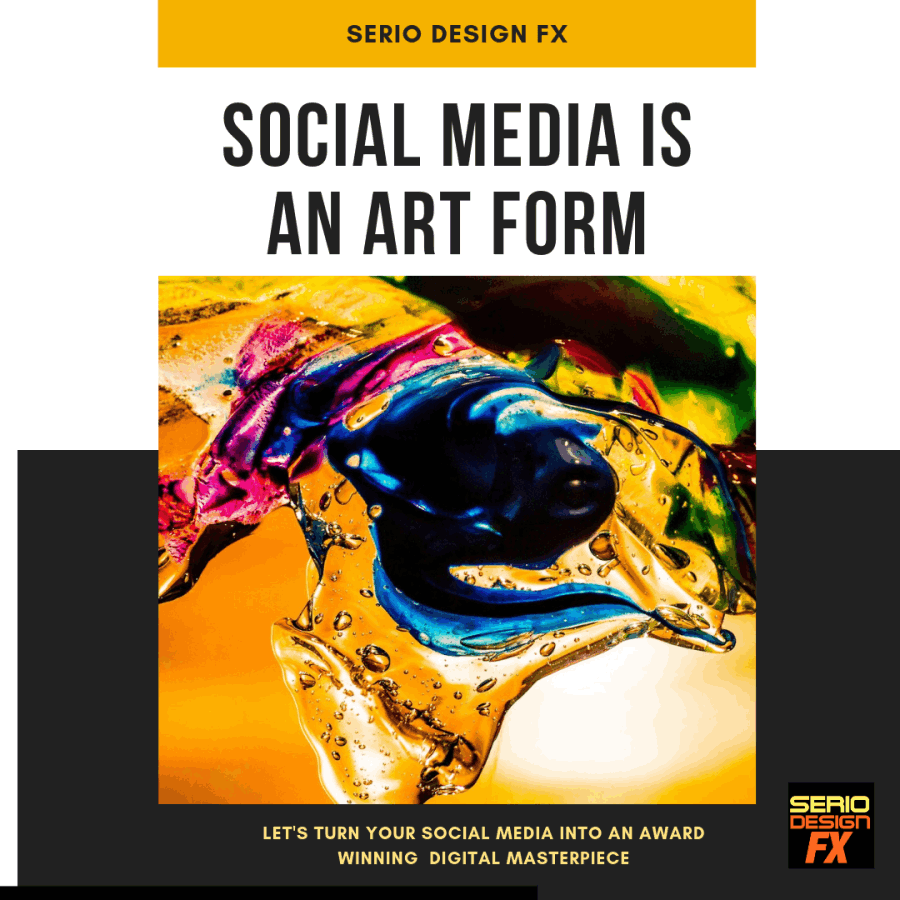 SERIO DESIGN FX
SOCIAL MEDIA IS
AN ART FORM
LET'S TURN YOUR SOCIAL MEDIA INTO AN AWARD
WINNING  DIGITAL MASTERPIECE
SERIO
DESIGN
FX